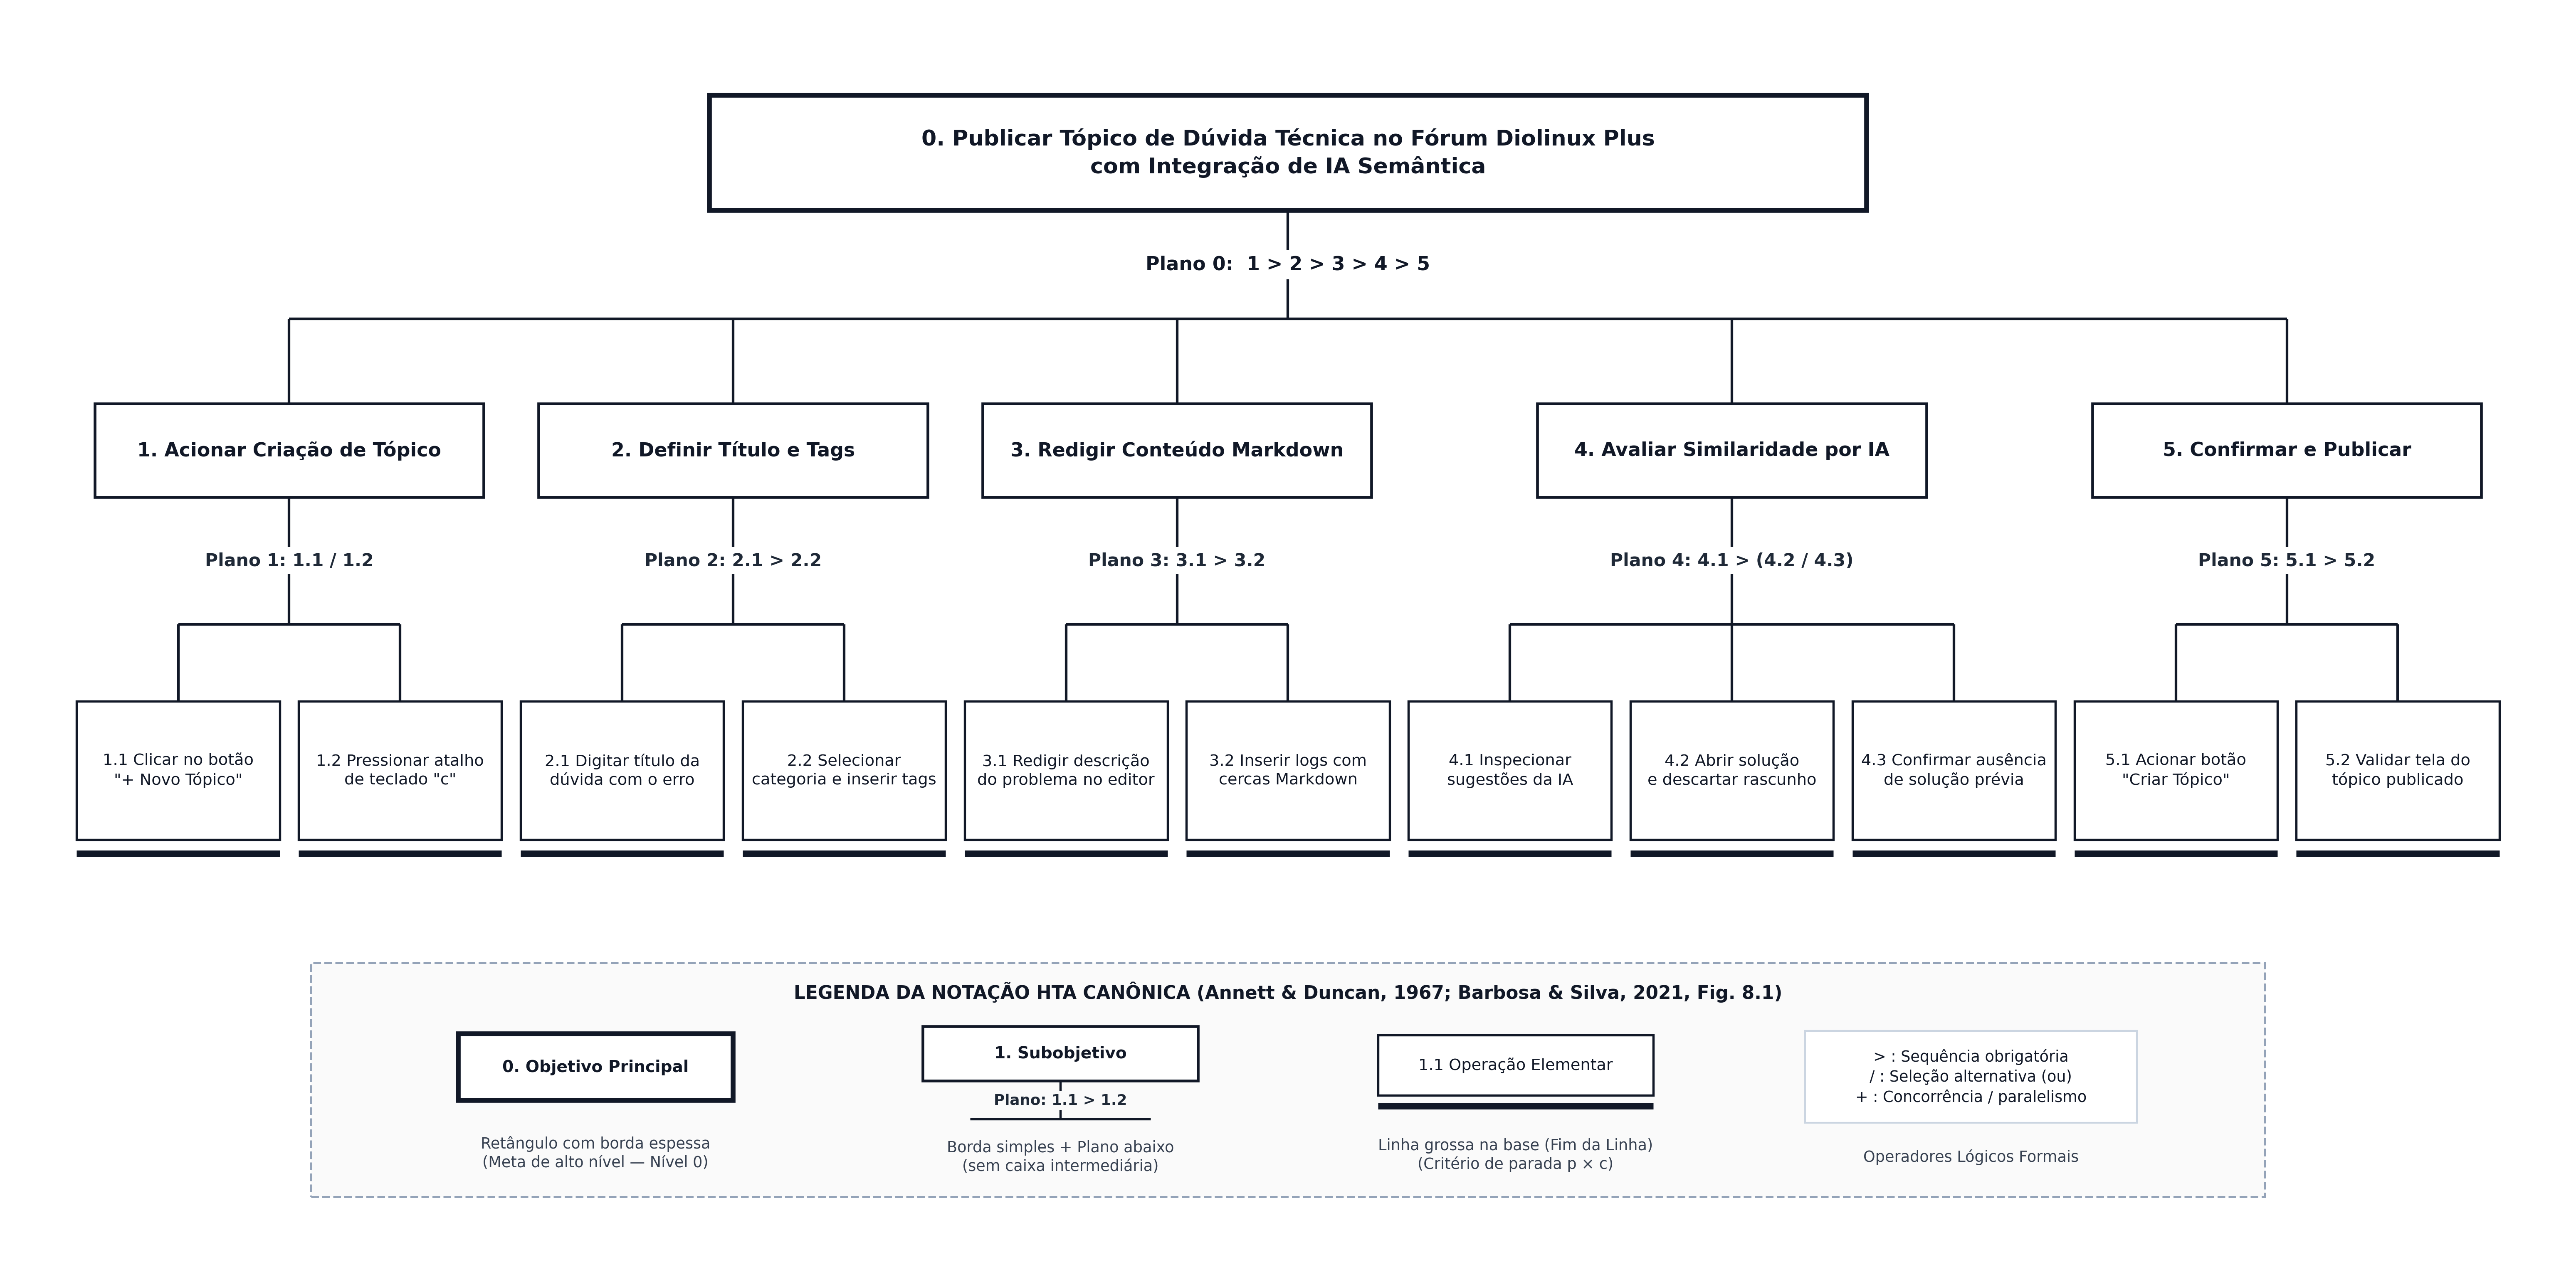 0. Publicar Tópico de Dúvida Técnica no Fórum Diolinux Plus
com Integração de IA Semântica
Plano 0:  1 > 2 > 3 > 4 > 5
1. Acionar Criação de Tópico
2. Definir Título e Tags
3. Redigir Conteúdo Markdown
4. Avaliar Similaridade por IA
5. Confirmar e Publicar
Plano 1: 1.1 / 1.2
Plano 2: 2.1 > 2.2
Plano 3: 3.1 > 3.2
Plano 4: 4.1 > (4.2 / 4.3)
Plano 5: 5.1 > 5.2
1.1 Clicar no botão
"+ Novo Tópico"
1.2 Pressionar atalho
de teclado "c"
2.1 Digitar título da
dúvida com o erro
2.2 Selecionar
categoria e inserir tags
3.1 Redigir descrição
do problema no editor
3.2 Inserir logs com
cercas Markdown
4.1 Inspecionar
sugestões da IA
4.2 Abrir solução
e descartar rascunho
4.3 Confirmar ausência
de solução prévia
5.1 Acionar botão
"Criar Tópico"
5.2 Validar tela do
tópico publicado
LEGENDA DA NOTAÇÃO HTA CANÔNICA (Annett & Duncan, 1967; Barbosa & Silva, 2021, Fig. 8.1)
0. Objetivo Principal
Retângulo com borda espessa
(Meta de alto nível — Nível 0)
1. Subobjetivo
Plano: 1.1 > 1.2
Borda simples + Plano abaixo
(sem caixa intermediária)
1.1 Operação Elementar
Linha grossa na base (Fim da Linha)
(Critério de parada p × c)
> : Sequência obrigatória
/ : Seleção alternativa (ou)
+ : Concorrência / paralelismo
Operadores Lógicos Formais